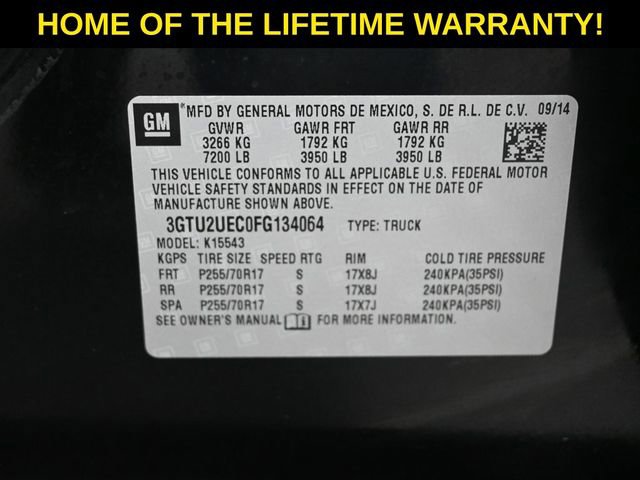 HOME OF THE LIFETIME WARRANTY!
GM
*MFD BY GENERAL MOTORS DE MEXICO, S. DE R.L. DE C.V. 09/14
GVWR GAWR FRT GAWR RR
3266 KG 1792 KG 1792 KG
7200 LB 3950 LB 3950 LB
THIS VEHICLE CONFORMS TO ALL APPLICABLE U.S. FEDERAL MOTOR
VEHICLE SAFETY STANDARDS IN EFFECT ON THE DATE OF
MANUFACTURE SHOWN ABOVE.
3GTU2UEC0FG134064 TYPE: TRUCK
MODEL: K15543
KGPS TIRE SIZE SPEED RTG RIM COLD TIRE PRESSURE
FRT P255/70R17 S 17X8J 240KPA(35PSI)
RR P255/70R17 S 17X8J 240KPA(35PSI)
SPA P255/70R17 S 17X7J 240KPA(35PSI)
SEE OWNER'S MANUAL FOR MORE INFORMATION.